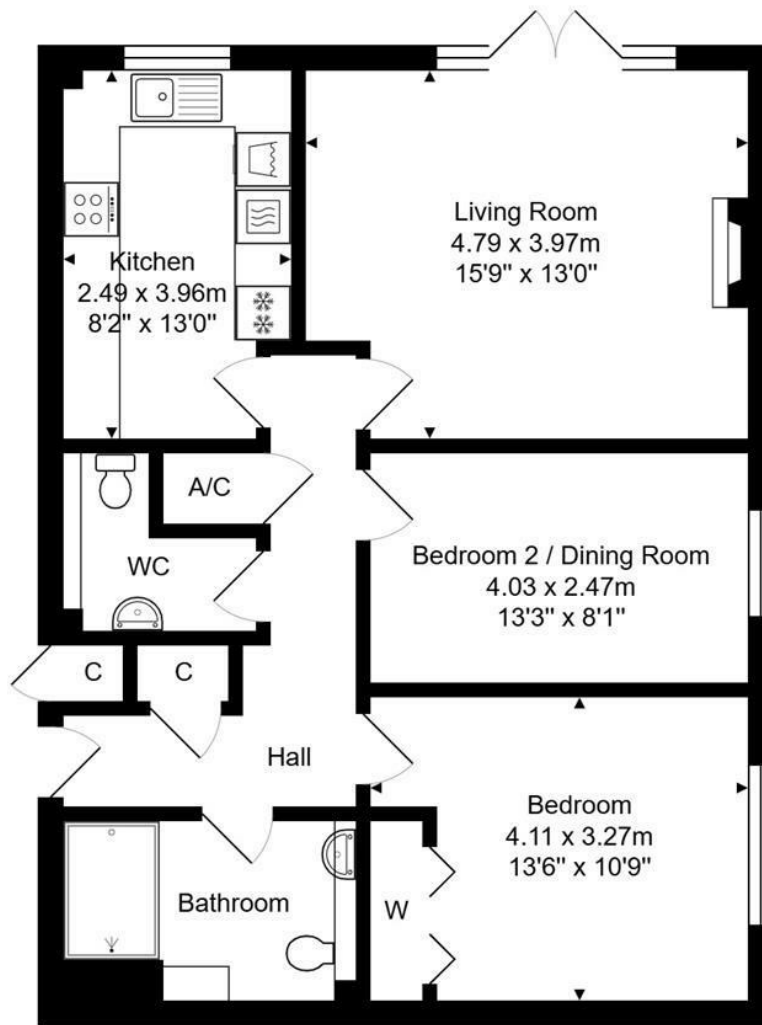 Kitchen
2.49 x 3.96m
8'2" x 13'0"
Living Room
4.79 x 3.97m
15'9" x 13'0"
A/C
WC
Bedroom 2 / Dining Room
4.03 x 2.47m
13'3" x 8'1"
C
C
Hall
Bedroom
4.11 x 3.27m
13'6" x 10'9"
Bathroom
W